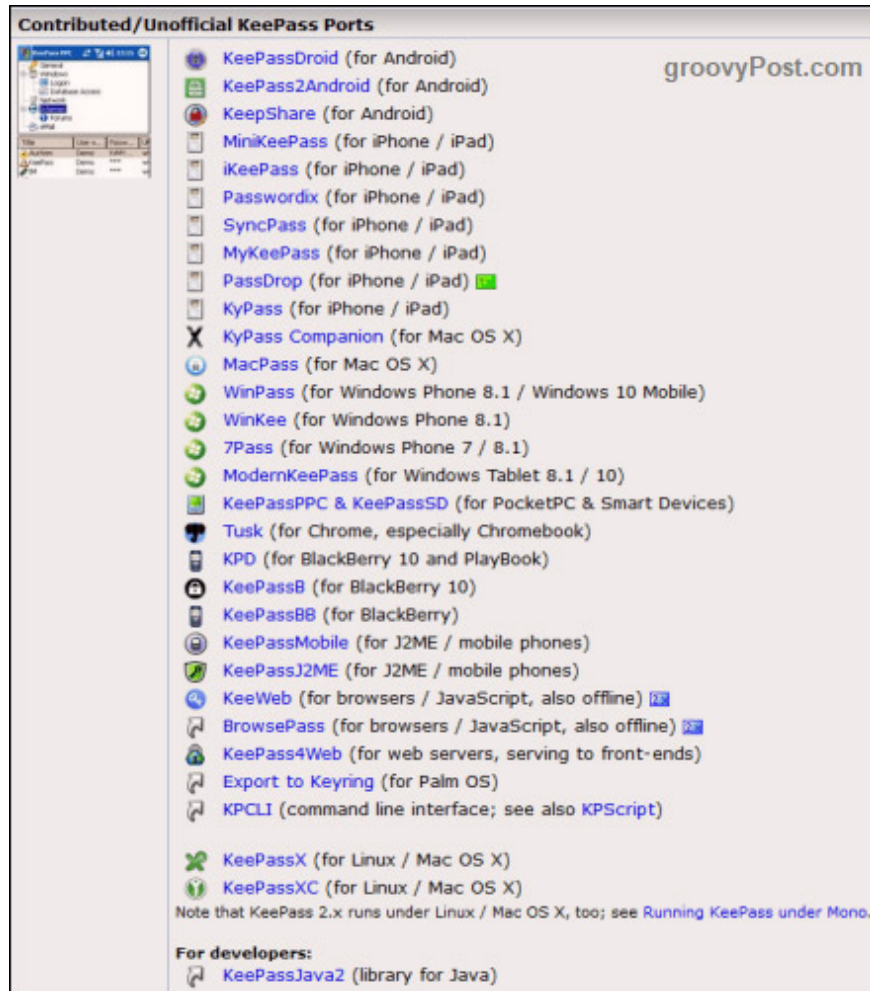 Contributed/Unofficial KeePass Ports
groovyPost.com
KeePassDroid (for Android)
KeePass2Android (for Android)
KeepShare (for Android)
MiniKeePass (for iPhone / iPad)
iKeePass (for iPhone / iPad)
Passwordix (for iPhone / iPad)
SyncPass (for iPhone / iPad)
MyKeePass (for iPhone / iPad)
PassDrop (for iPhone / iPad)
KyPass (for iPhone / iPad)
KyPass Companion (for Mac OS X)
MacPass (for Mac OS X)
WinPass (for Windows Phone 8.1 / Windows 10 Mobile)
WinKee (for Windows Phone 8.1)
7Pass (for Windows Phone 7 / 8.1)
ModernKeePass (for Windows Tablet 8.1 / 10)
KeePassPPC & KeePassSD (for PocketPC & Smart Devices)
Tusk (for Chrome, especially Chromebook)
KPD (for BlackBerry 10 and PlayBook)
KeePassB (for BlackBerry 10)
KeePassBB (for BlackBerry)
KeePassMobile (for J2ME / mobile phones)
KeePassJ2ME (for J2ME / mobile phones)
KeeWeb (for browsers / JavaScript, also offline)
BrowsePass (for browsers / JavaScript, also offline)
KeePass4Web (for web servers, serving to front-ends)
Export to Keyring (for Palm OS)
KPCLI (command line interface; see also KPScript)
KeePassX (for Linux / Mac OS X)
KeePassXC (for Linux / Mac OS X)
Note that KeePass 2.x runs under Linux / Mac OS X, too; see Running KeePass under Mono.
For developers:
KeePassJava2 (library for Java)